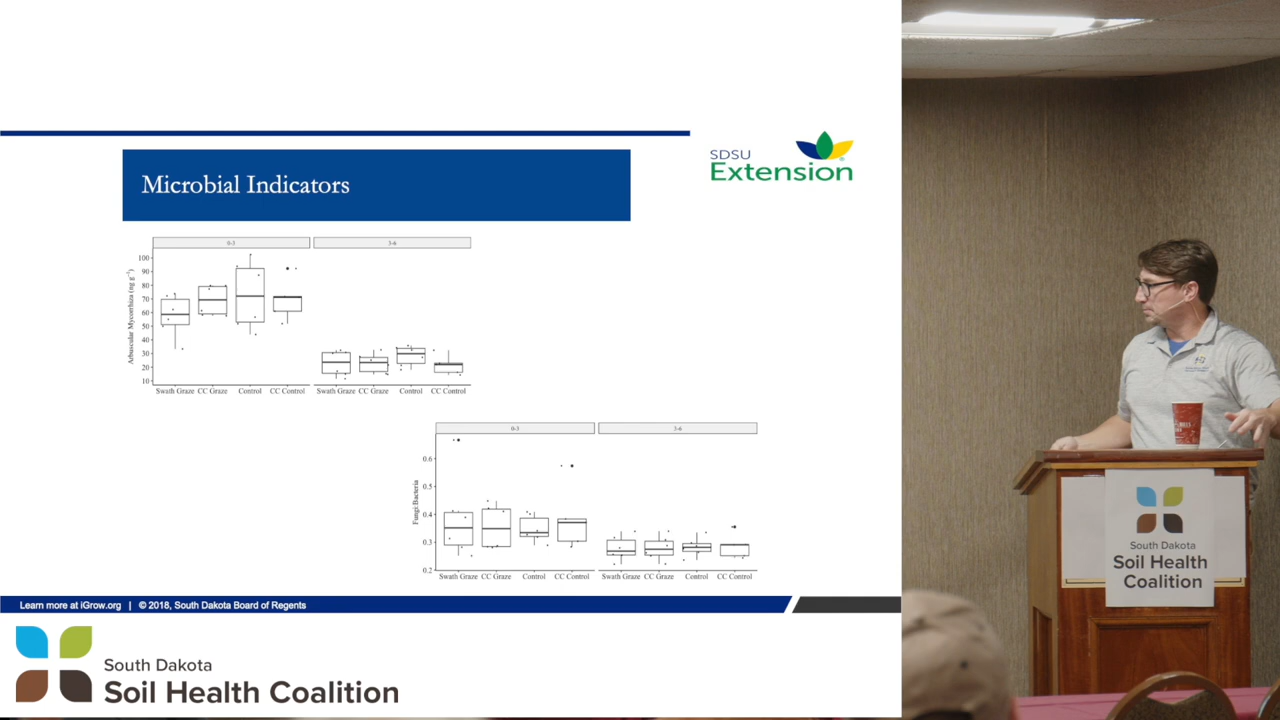 SDSU
Extension
Microbial Indicators
0-3
3-6
Arbuscular Mycorrhiza (ng g⁻¹)
100
90
80
70
60
50
40
30
20
10
Swath Graze CC Graze Control CC Control
Swath Graze CC Graze Control CC Control
0-3
3-6
Fungi:Bacteria
0.6
0.5
0.4
0.3
0.2
Swath Graze CC Graze Control CC Control
Swath Graze CC Graze Control CC Control
Learn more at iGrow.org | © 2018, South Dakota Board of Regents
South Dakota
Soil Health Coalition
South Dakota
Soil Health
Coalition